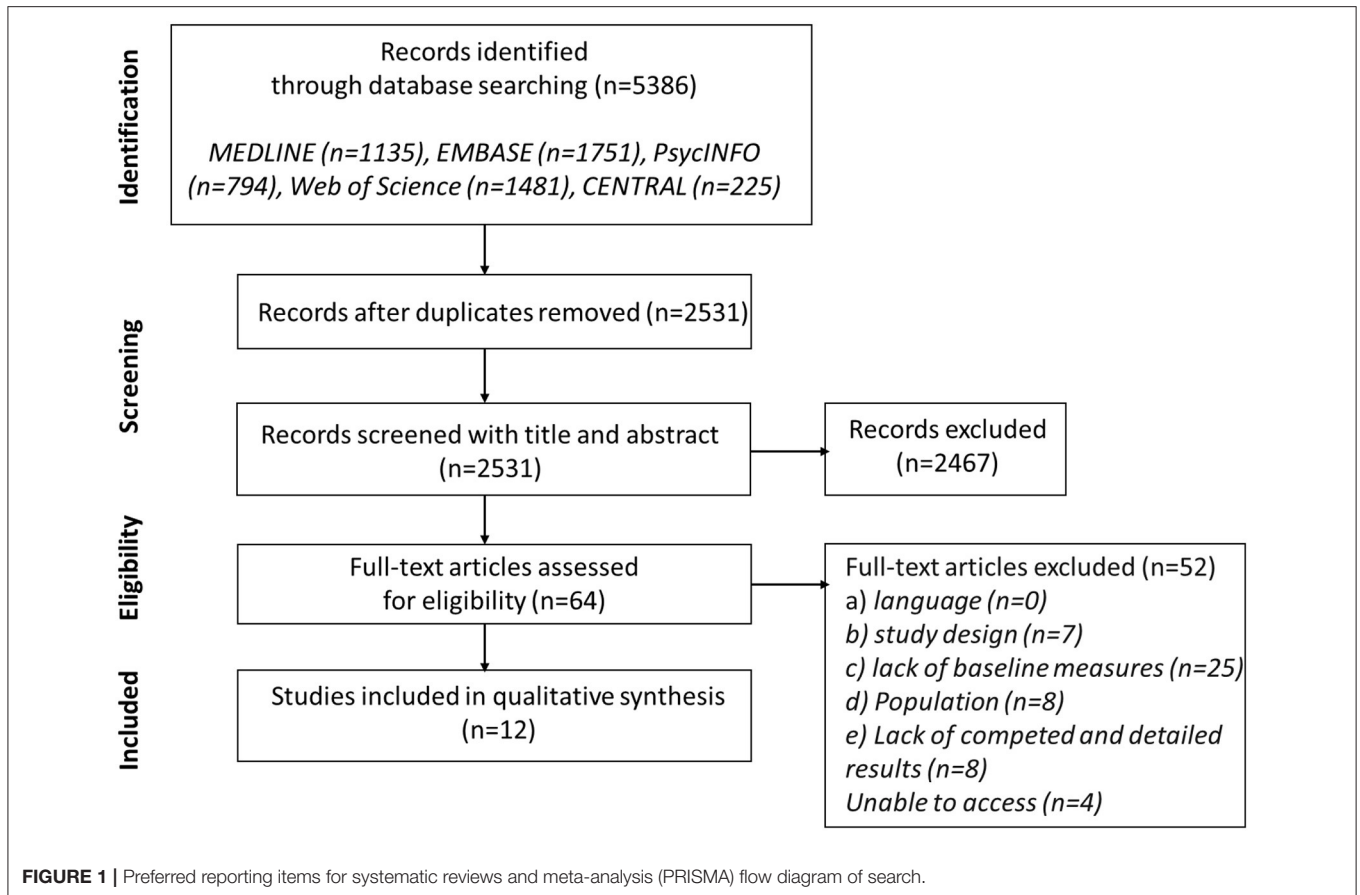 Identification
Records identified
through database searching (n=5386)
MEDLINE (n=1135), EMBASE (n=1751), PsycINFO
(n=794), Web of Science (n=1481), CENTRAL (n=225)
Screening
Records after duplicates removed (n=2531)
Records screened with title and abstract
(n=2531)
Records excluded
(n=2467)
Eligibility
Full-text articles assessed
for eligibility (n=64)
Full-text articles excluded (n=52)
a) language (n=0)
b) study design (n=7)
c) lack of baseline measures (n=25)
d) Population (n=8)
e) Lack of competed and detailed
results (n=8)
Unable to access (n=4)
Included
Studies included in qualitative synthesis
(n=12)
FIGURE 1 | Preferred reporting items for systematic reviews and meta-analysis (PRISMA) flow diagram of search.